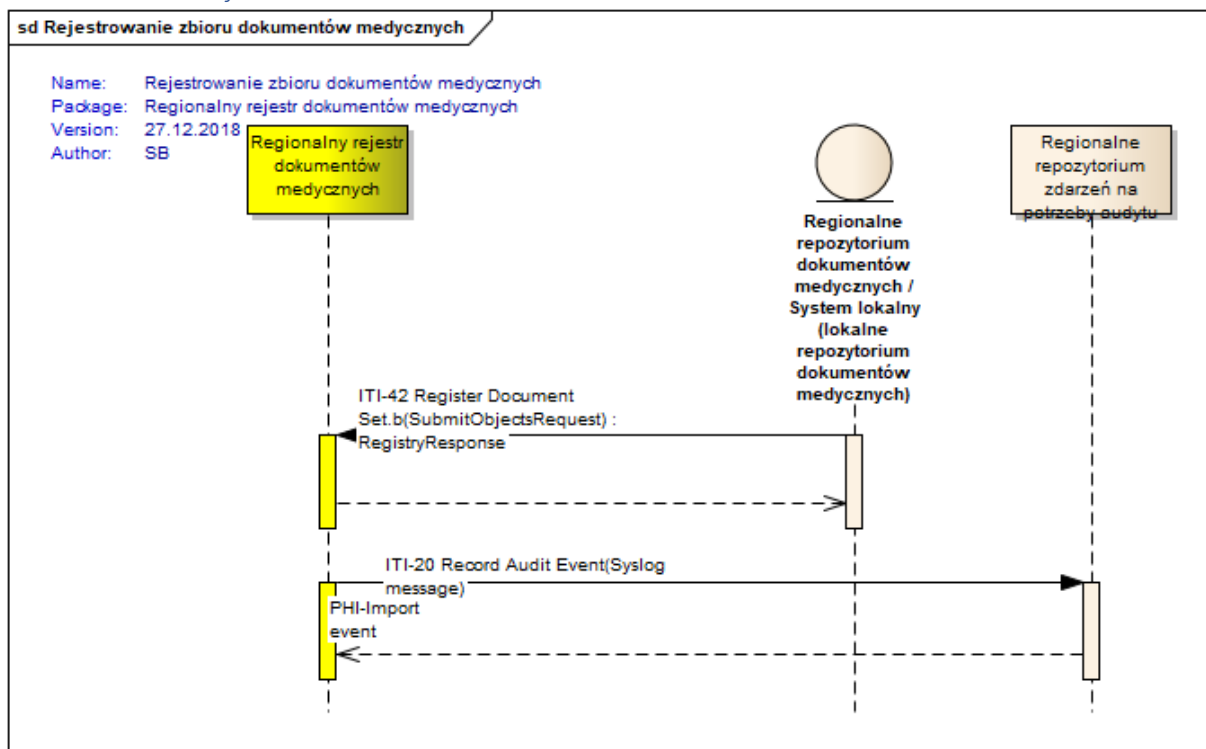 sd Rejestrowanie zbioru dokumentów medycznych
Name: Rejestrowanie zbioru dokumentów medycznych
Package: Regionalny rejestr dokumentów medycznych
Version: 27.12.2018
Author: SB
Regionalny rejestr
dokumentów
medycznych
Regionalne
repozytorium
dokumentów
medycznych /
System lokalny
(lokalne
repozytorium
dokumentów
medycznych)
Regionalne
repozytorium
zdarzeń na
potrzeby audytu
ITI-42 Register Document
Set.b(SubmitObjectsRequest) :
RegistryResponse
ITI-20 Record Audit Event(Syslog
message)
PHI-Import
event